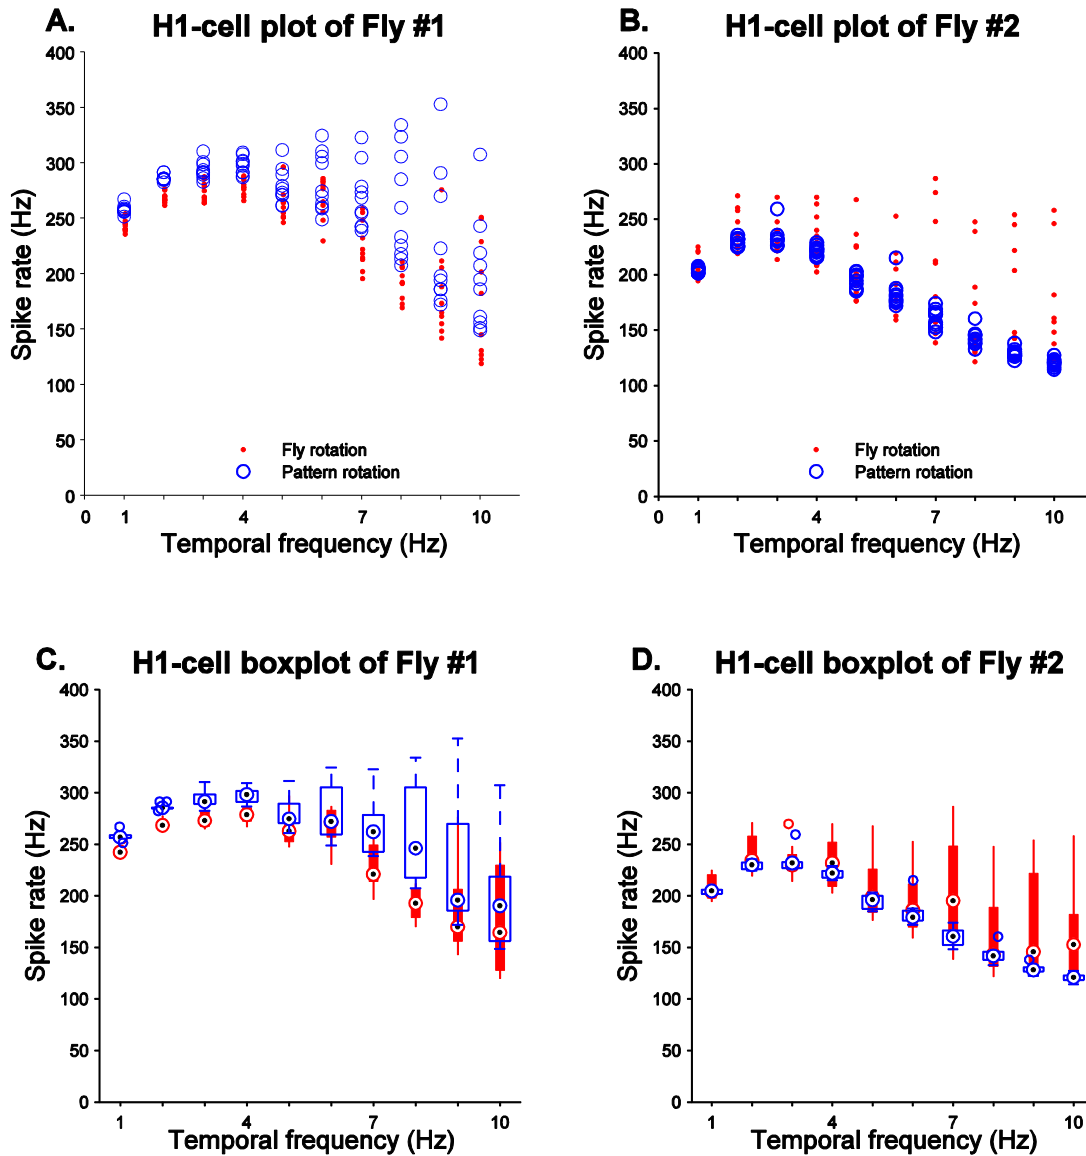 A.
H1-cell plot of Fly #1
400
350
300
250
200
150
100
50
0
Spike rate (Hz)
Fly rotation
Pattern rotation
0 1 4 7 10
Temporal frequency (Hz)
B.
H1-cell plot of Fly #2
400
350
300
250
200
150
100
50
0
Spike rate (Hz)
Fly rotation
Pattern rotation
0 1 4 7 10
Temporal frequency (Hz)
C.
H1-cell boxplot of Fly #1
400
350
300
250
200
150
100
50
0
Spike rate (Hz)
1 4 7 10
Temporal frequency (Hz)
D.
H1-cell boxplot of Fly #2
400
350
300
250
200
150
100
50
0
Spike rate (Hz)
1 4 7 10
Temporal frequency (Hz)